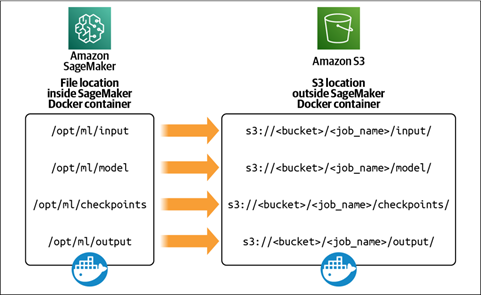 Amazon
SageMaker
Amazon S3
File location
inside SageMaker
Docker container
S3 location
outside SageMaker
Docker container
/opt/ml/input
s3://<bucket>/<job_name>/input/
/opt/ml/model
s3://<bucket>/<job_name>/model/
/opt/ml/checkpoints
s3://<bucket>/<job_name>/checkpoints/
/opt/ml/output
s3://<bucket>/<job_name>/output/